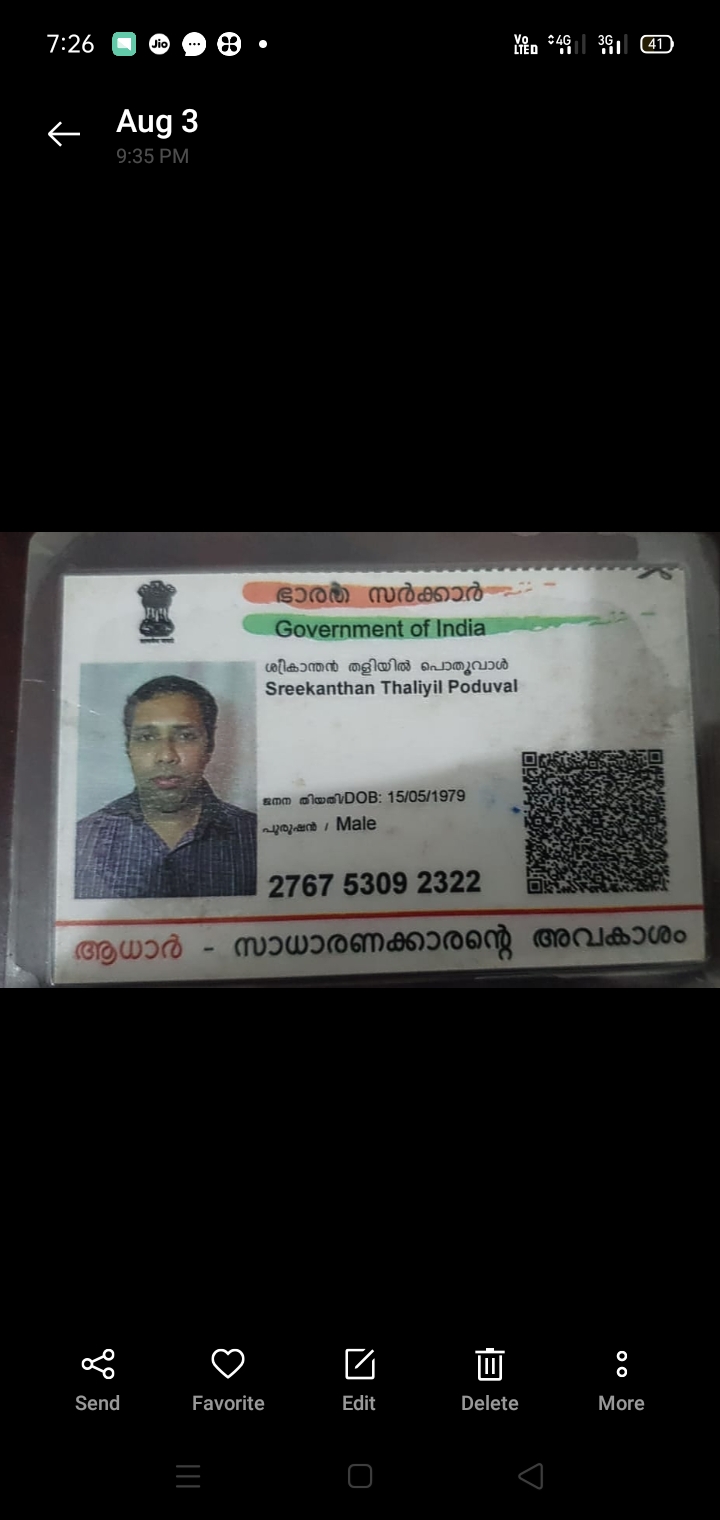 7:26
Jio
Vo LTE 4G 3G 41
Aug 3
9:35 PM
ഭാരത സർക്കാർ
Government of India
ശ്രീകാന്തൻ തളിയിൽ പൊതുവാൾ
Sreekanthan Thaliyil Poduval
ജനന തിയതി/DOB: 15/05/1979
പുരുഷൻ / Male
2767 5309 2322
ആധാർ - സാധാരണക്കാരന്റെ അവകാശം
Send Favorite Edit Delete More